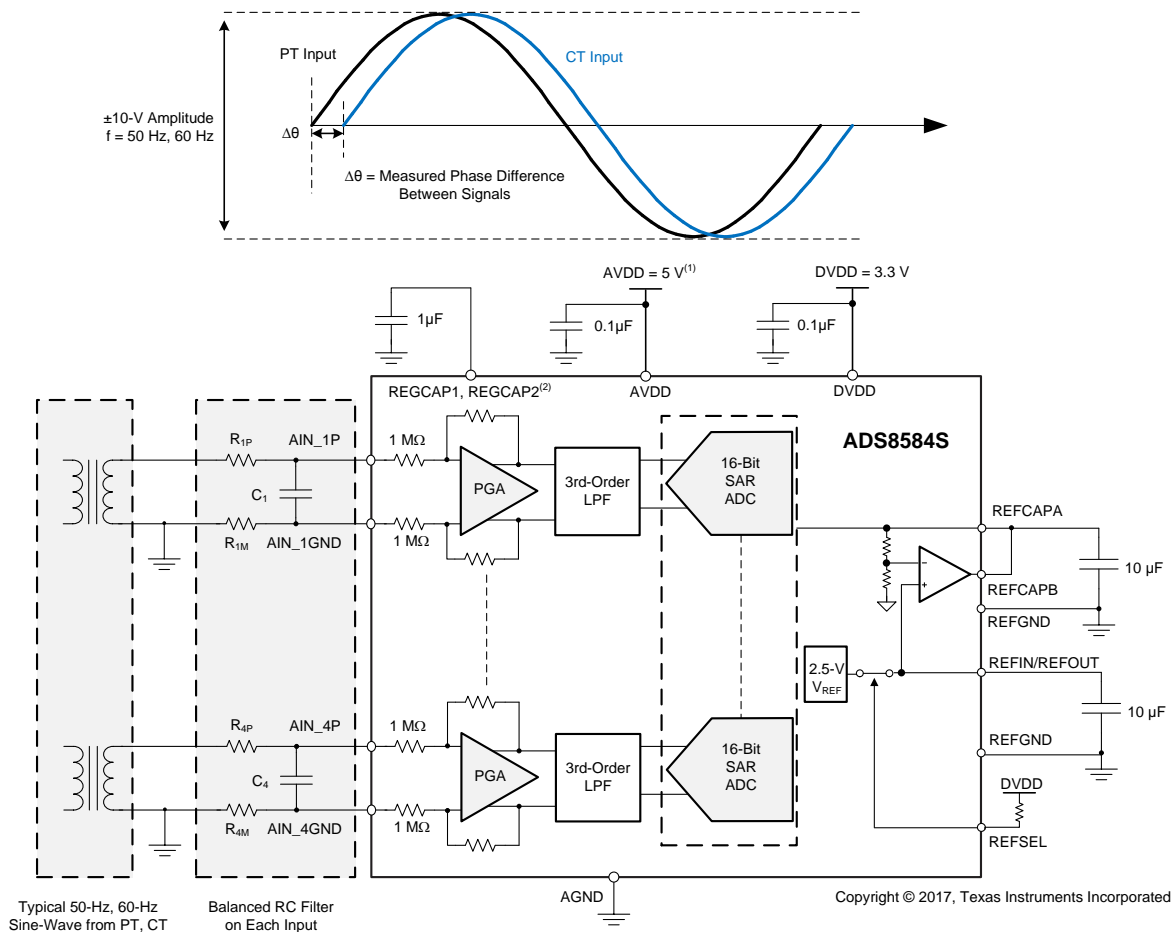 PT Input
CT Input
±10-V Amplitude
f = 50 Hz, 60 Hz
Δθ
Δθ = Measured Phase Difference
Between Signals
AVDD = 5 V(1)
DVDD = 3.3 V
1µF
0.1µF
0.1µF
REGCAP1, REGCAP2(2)
AVDD
DVDD
ADS8584S
R1P
AIN_1P
1 MΩ
C1
PGA
3rd-Order
LPF
16-Bit
SAR
ADC
R1M
AIN_1GND
1 MΩ
REFCAPA
10 µF
REFCAPB
REFGND
2.5-V
VREF
REFIN/REFOUT
10 µF
REFGND
R4P
AIN_4P
1 MΩ
C4
PGA
3rd-Order
LPF
16-Bit
SAR
ADC
R4M
AIN_4GND
1 MΩ
DVDD
REFSEL
AGND
Copyright © 2017, Texas Instruments Incorporated
Typical 50-Hz, 60-Hz
Sine-Wave from PT, CT
Balanced RC Filter
on Each Input